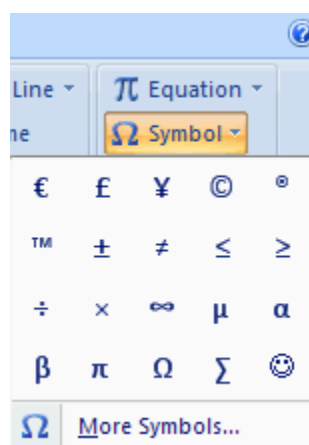 Line π Equation
ne Ω Symbol
€ £ ¥ © ®
™ ± ≠ ≤ ≥
÷ × ∞ µ α
β π Ω ∑ ☺
Ω More Symbols...